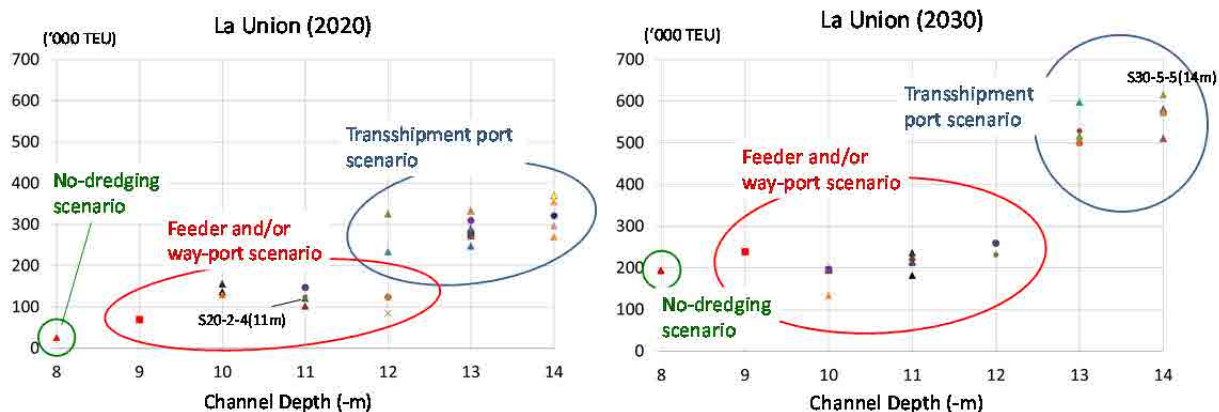 La Union (2020)
('000 TEU)
700
600
500
400
300
200
100
0
8 9 10 11 12 13 14
Channel Depth (-m)
No-dredging
scenario
Feeder and/or
way-port scenario
Transshipment port
scenario
S20-2-4(11m)
La Union (2030)
('000 TEU)
700
600
500
400
300
200
100
0
8 9 10 11 12 13 14
Channel Depth (-m)
No-dredging
scenario
Feeder and/or
way-port scenario
Transshipment
port scenario
S30-5-5(14m)